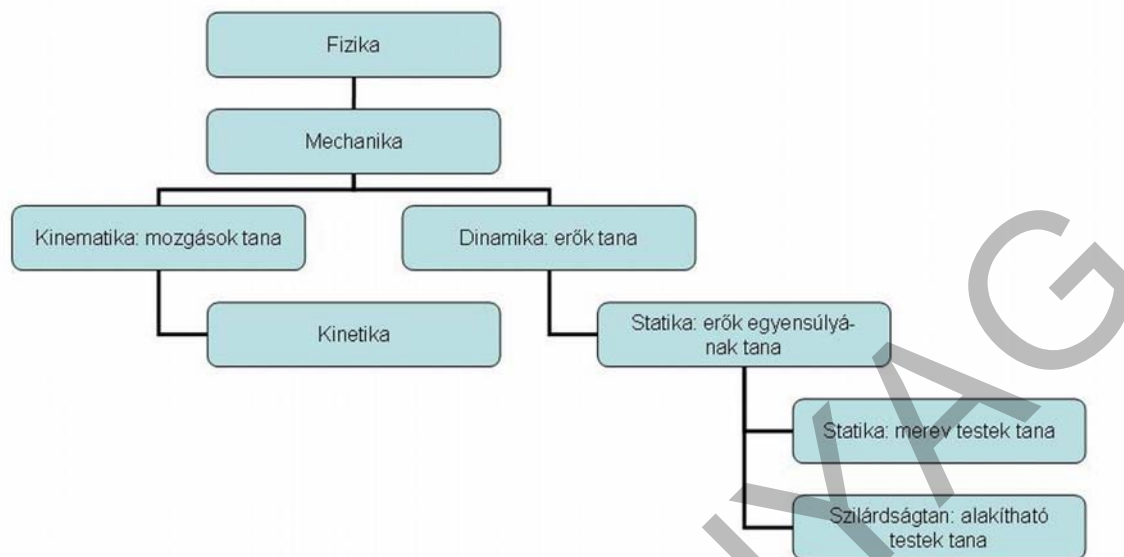 Fizika
Mechanika
Kinematika: mozgások tana
Dinamika: erők tana
Kinetika
Statika: erők egyensúlyá-
nak tana
Statika: merev testek tana
Szilárdságtan: alakítható
testek tana
YAG